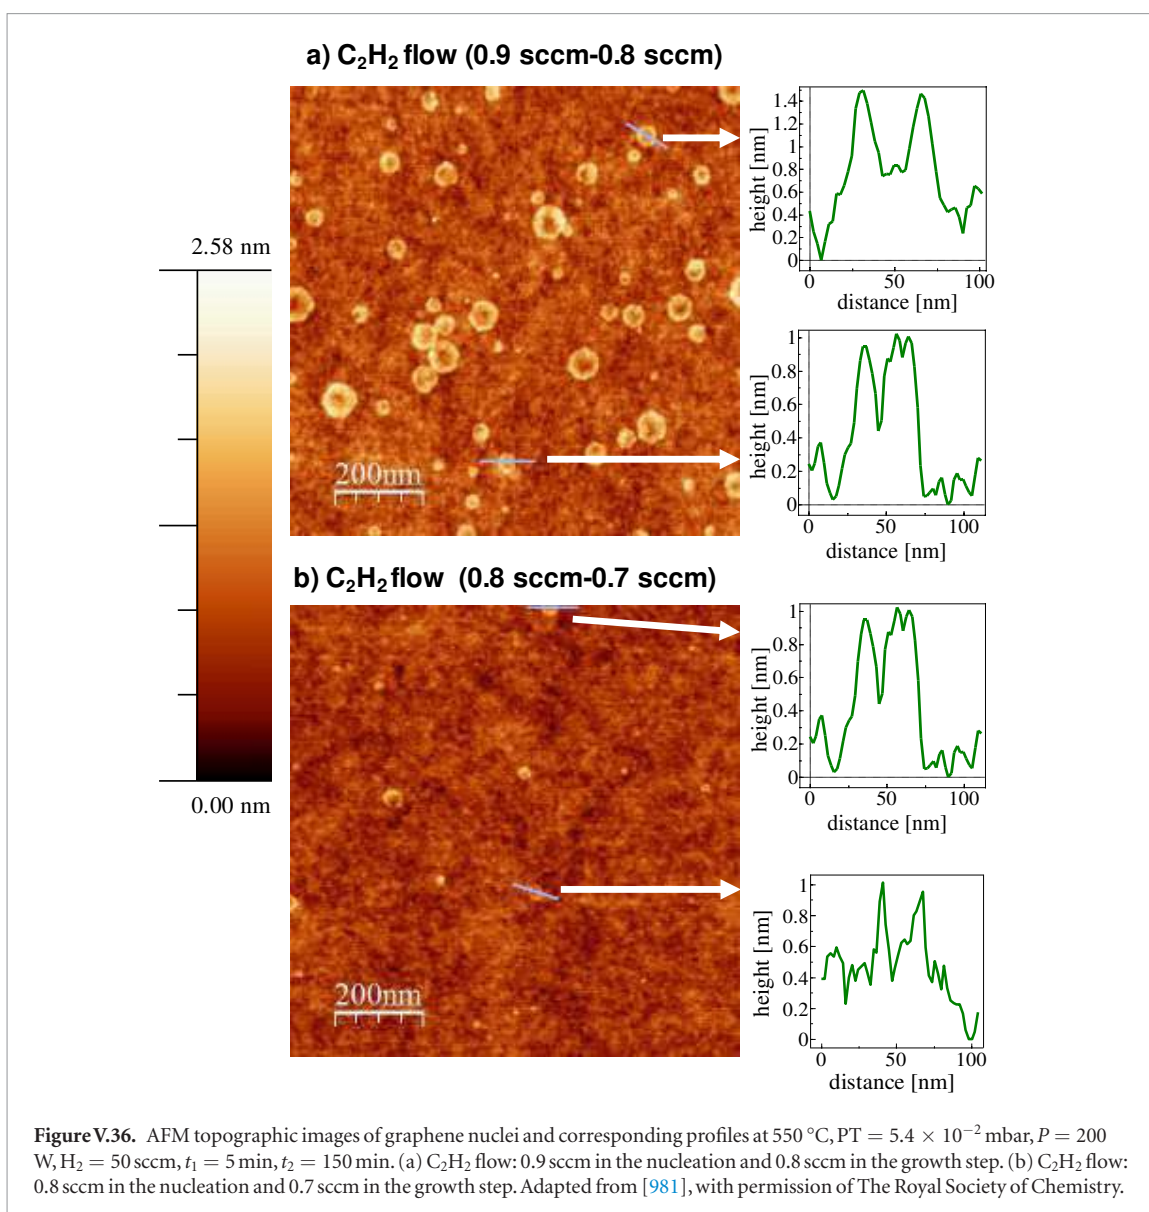 a) C₂H₂ flow (0.9 sccm-0.8 sccm)
2.58 nm
0.00 nm
200nm
height [nm]
1.4
1.2
1
0.8
0.6
0.4
0.2
0
0 50 100
distance [nm]
height [nm]
1
0.8
0.6
0.4
0.2
0
0 50 100
distance [nm]
b) C₂H₂ flow (0.8 sccm-0.7 sccm)
200nm
height [nm]
1
0.8
0.6
0.4
0.2
0
0 50 100
distance [nm]
height [nm]
1
0.8
0.6
0.4
0.2
0
0 50 100
distance [nm]
Figure V.36. AFM topographic images of graphene nuclei and corresponding profiles at 550 °C, PT = 5.4 × 10⁻² mbar, P = 200
W, H₂ = 50 sccm, t₁ = 5 min, t₂ = 150 min. (a) C₂H₂ flow: 0.9 sccm in the nucleation and 0.8 sccm in the growth step. (b) C₂H₂ flow:
0.8 sccm in the nucleation and 0.7 sccm in the growth step. Adapted from [981], with permission of The Royal Society of Chemistry.